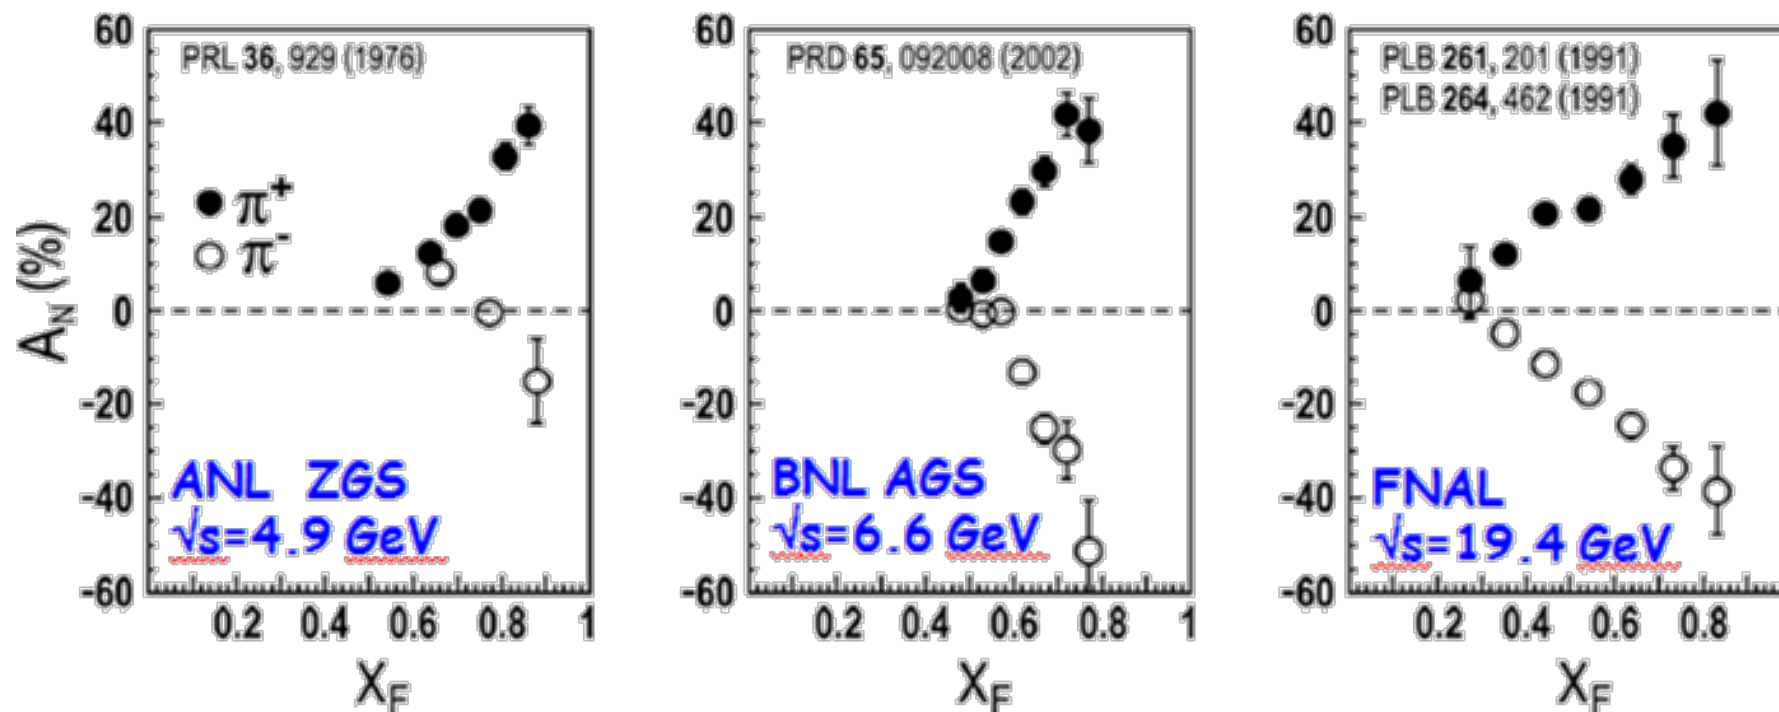 A_N (%)
60
40
20
0
-20
-40
-60
PRL 36, 929 (1976)
π+
π-
ANL ZGS
√s=4.9 GeV
0.2 0.4 0.6 0.8 1
X_F
60
40
20
0
-20
-40
-60
PRD 65, 092008 (2002)
BNL AGS
√s=6.6 GeV
0.2 0.4 0.6 0.8 1
X_F
60
40
20
0
-20
-40
-60
PLB 261, 201 (1991)
PLB 264, 462 (1991)
FNAL
√s=19.4 GeV
0.2 0.4 0.6 0.8
X_F